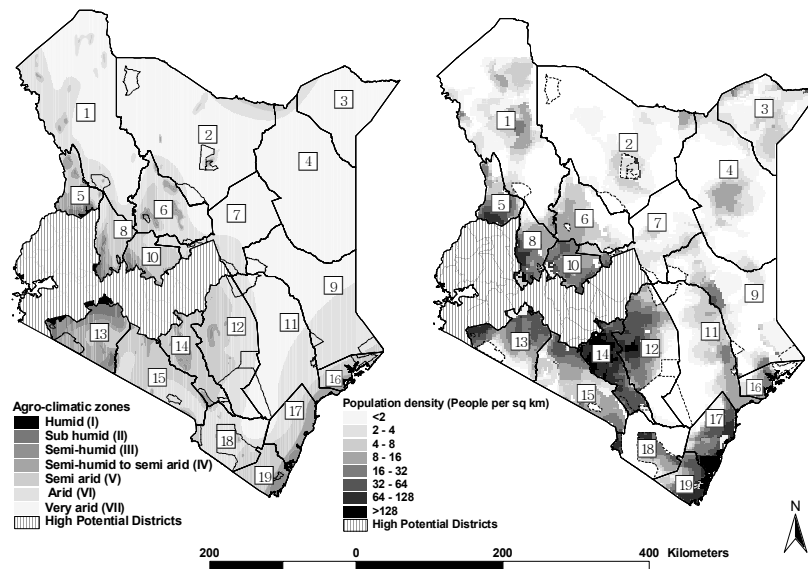 1
2
3
4
5
6
7
8
9
10
11
12
13
14
15
16
17
18
19
Agro-climatic zones
Humid (I)
Sub humid (II)
Semi-humid (III)
Semi-humid to semi arid (IV)
Semi arid (V)
Arid (VI)
Very arid (VII)
High Potential Districts
1
2
3
4
5
6
7
8
9
10
11
12
13
14
15
16
17
18
19
Population density (People per sq km)
<2
2 - 4
4 - 8
8 - 16
16 - 32
32 - 64
64 - 128
>128
High Potential Districts
N
200 0 200 400 Kilometers